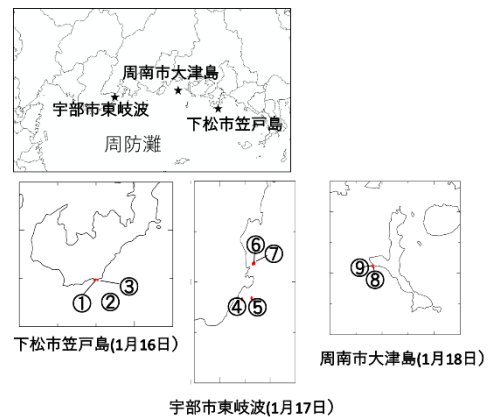 周南市大津島
宇部市東岐波
下松市笠戸島
周防灘
① ② ③
⑥ ⑦
④ ⑤
⑨
⑧
下松市笠戸島(1月16日)
周南市大津島(1月18日)
宇部市東岐波(1月17日)